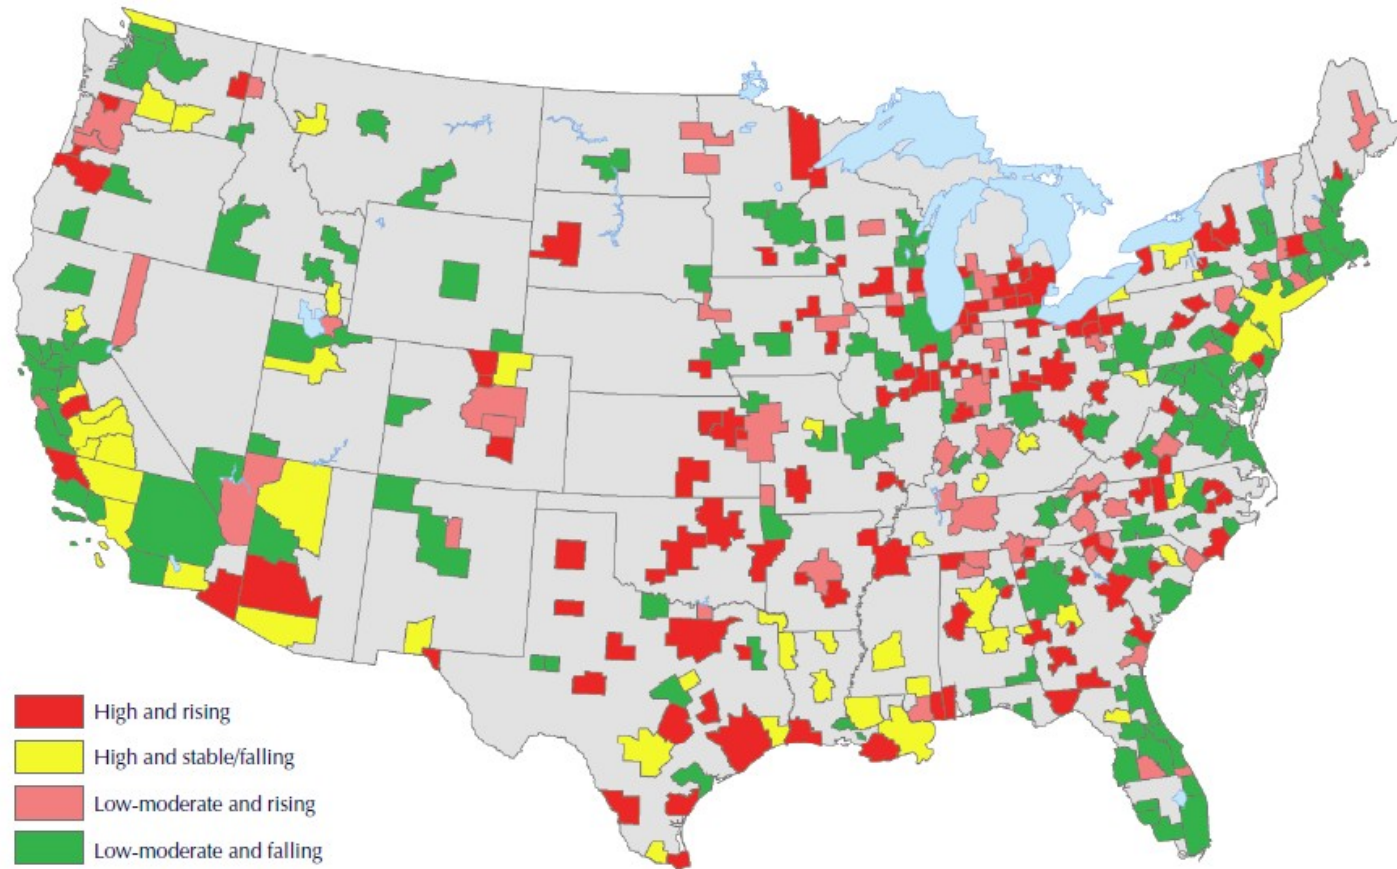 High and rising
High and stable/falling
Low-moderate and rising
Low-moderate and falling